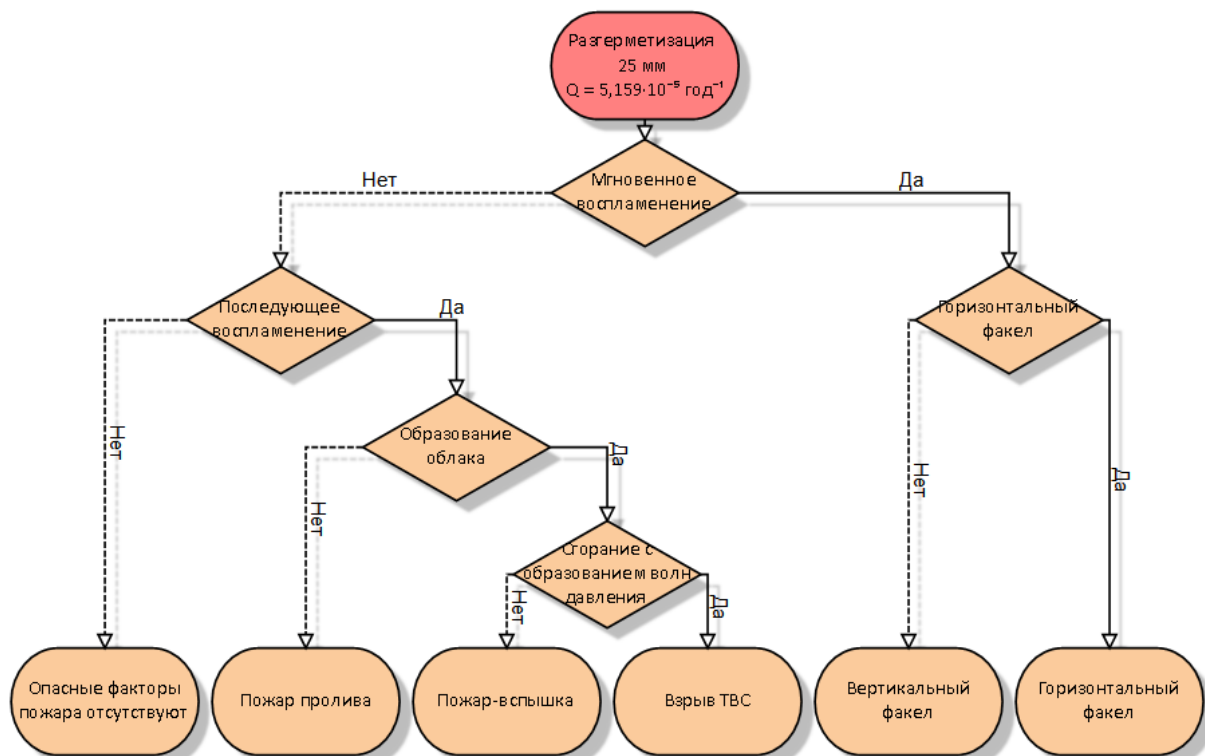 Разгерметизация
25 мм
Q = 5,159·10⁻⁵ год⁻¹
Мгновенное
воспламенение
Нет
Да
Последующее
воспламенение
Да
Горизонтальный
факел
Нет
Образование
облака
Да
Нет
Да
Нет
Сгорание с
образованием волн
давления
Нет
Да
Опасные факторы
пожара отсутствуют
Пожар пролива
Пожар-вспышка
Взрыв ТВС
Вертикальный
факел
Горизонтальный
факел